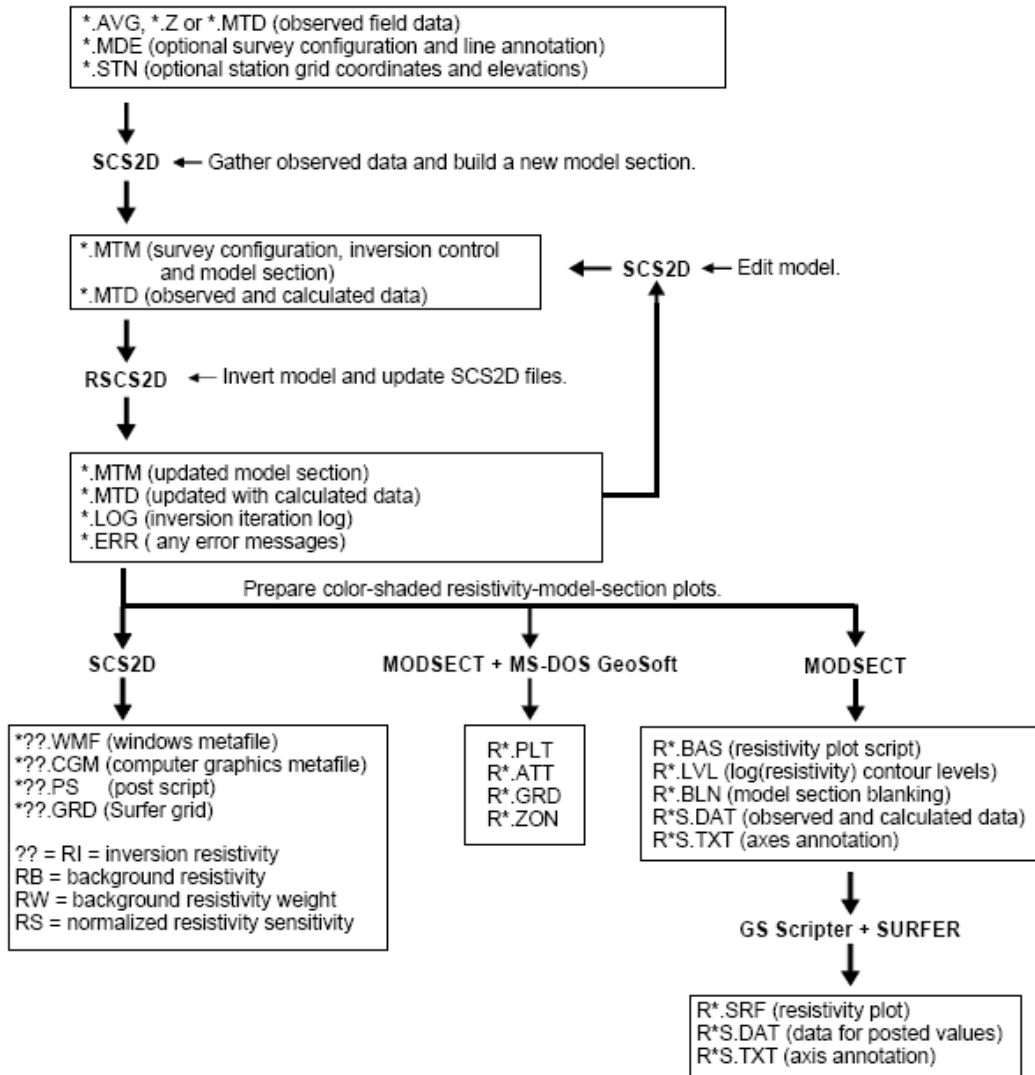 *.AVG, *.Z or *.MTD (observed field data)
*.MDE (optional survey configuration and line annotation)
*.STN (optional station grid coordinates and elevations)
SCS2D
Gather observed data and build a new model section.
*.MTM (survey configuration, inversion control
and model section)
*.MTD (observed and calculated data)
SCS2D
Edit model.
RSCS2D
Invert model and update SCS2D files.
*.MTM (updated model section)
*.MTD (updated with calculated data)
*.LOG (inversion iteration log)
*.ERR ( any error messages)
Prepare color-shaded resistivity-model-section plots.
SCS2D
MODSECT + MS-DOS GeoSoft
MODSECT
*??.WMF (windows metafile)
*??.CGM (computer graphics metafile)
*??.PS (post script)
*??.GRD (Surfer grid)
?? = RI = inversion resistivity
RB = background resistivity
RW = background resistivity weight
RS = normalized resistivity sensitivity
R*.PLT
R*.ATT
R*.GRD
R*.ZON
R*.BAS (resistivity plot script)
R*.LVL (log(resistivity) contour levels)
R*.BLN (model section blanking)
R*S.DAT (observed and calculated data)
R*S.TXT (axes annotation)
GS Scripter + SURFER
R*.SRF (resistivity plot)
R*S.DAT (data for posted values)
R*S.TXT (axis annotation)